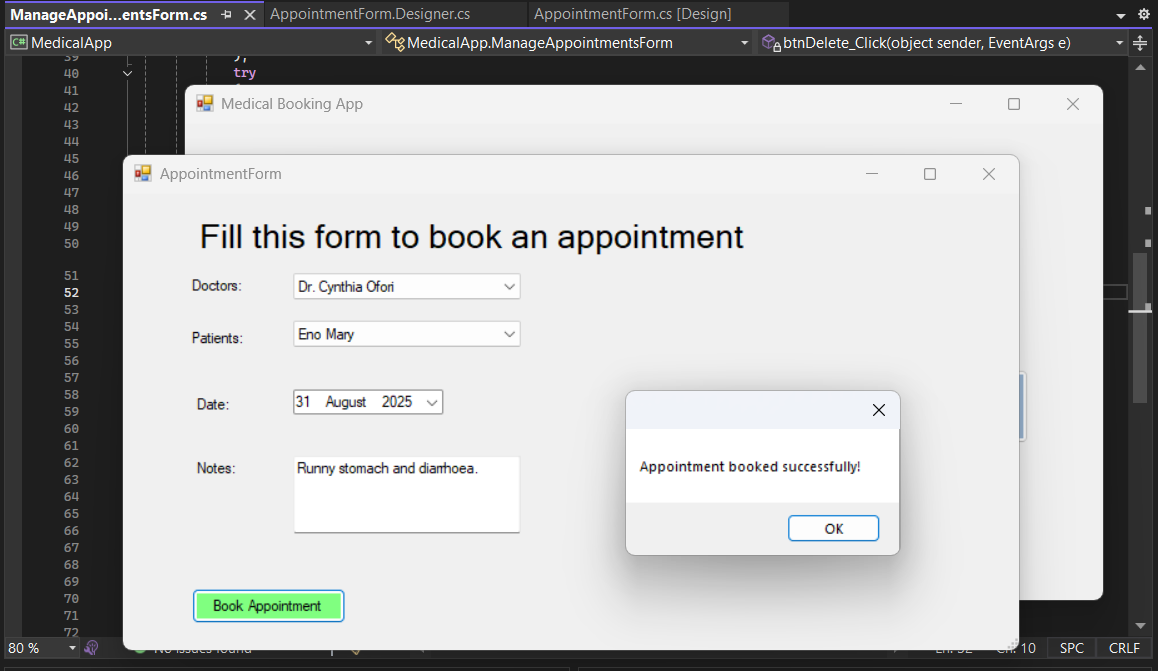 ManageAppoi...entsForm.cs
AppointmentForm.Designer.cs
AppointmentForm.cs [Design]
C# MedicalApp
MedicalApp.ManageAppointmentsForm
btnDelete_Click(object sender, EventArgs e)
39 };
40 try
41
42
43
44
45
46
47
48
49
50
51
52
53
54
55
56
57
58
59
60
61
62
63
64
65
66
67
68
69
70
71
72
Medical Booking App
AppointmentForm
Fill this form to book an appointment
Doctors: Dr. Cynthia Ofori
Patients: Eno Mary
Date: 31 August 2025
Notes: Runny stomach and diarrhoea.
Appointment booked successfully!
OK
Book Appointment
80 % No issues found Ln: 52 Ch: 10 SPC CRLF